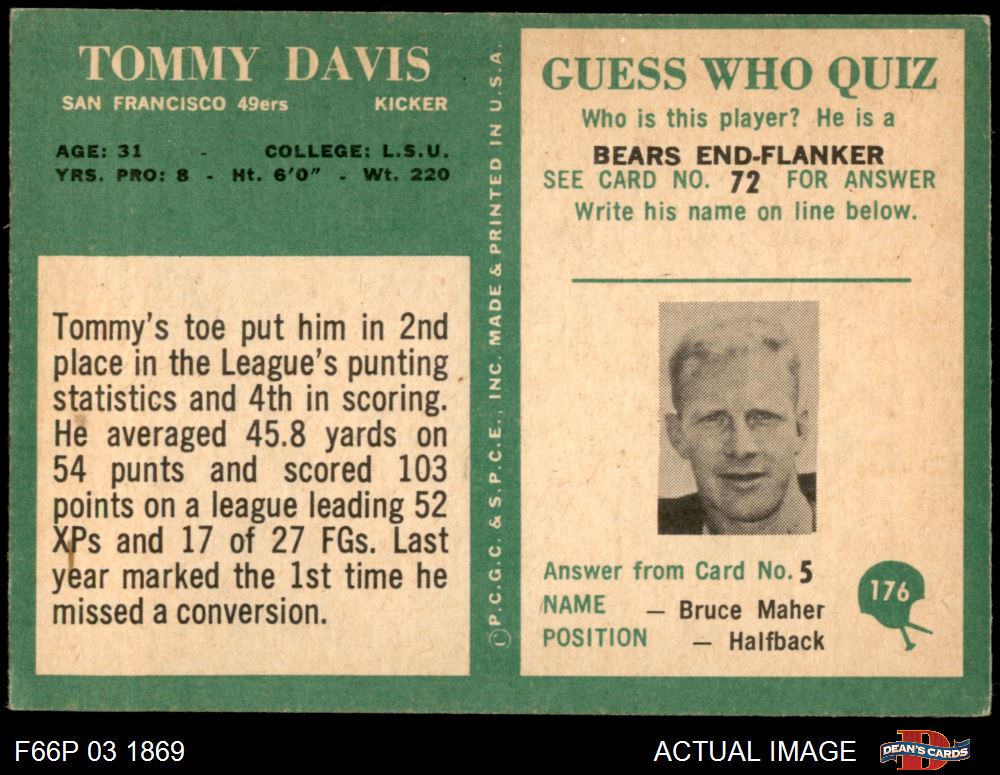 TOMMY DAVIS
SAN FRANCISCO 49ers KICKER
AGE: 31 - COLLEGE: L.S.U.
YRS. PRO: 8 - Ht. 6'0" - Wt. 220
Tommy's toe put him in 2nd
place in the League's punting
statistics and 4th in scoring.
He averaged 45.8 yards on
54 punts and scored 103
points on a league leading 52
XPs and 17 of 27 FGs. Last
year marked the 1st time he
missed a conversion.
© P.C.G.C. & S.P.C.E., INC. MADE & PRINTED IN U.S.A.
GUESS WHO QUIZ
Who is this player? He is a
BEARS END-FLANKER
SEE CARD NO. 72 FOR ANSWER
Write his name on line below.
Answer from Card No. 5
NAME — Bruce Maher
POSITION — Halfback
176
F66P 03 1869
ACTUAL IMAGE
D
DEAN'S CARDS